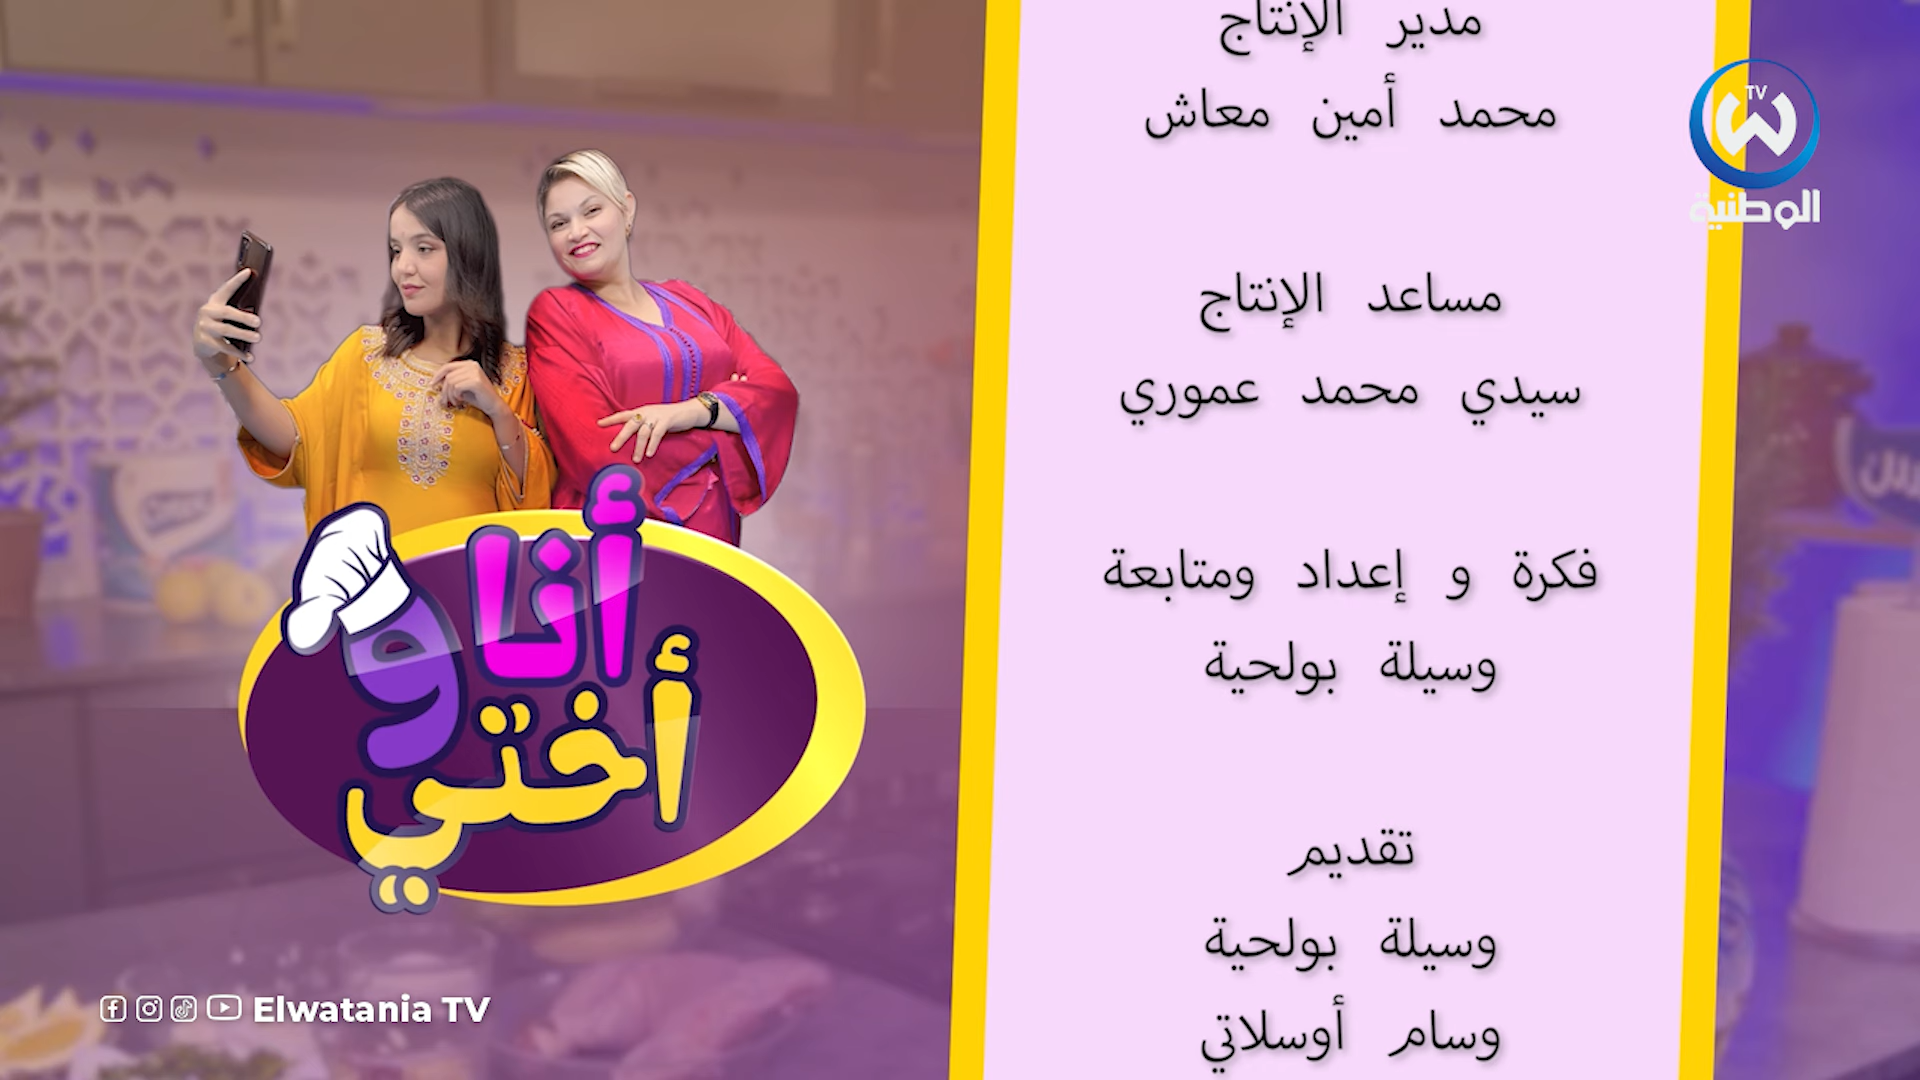 مدير الإنتاج
محمد أمين معاش
مساعد الإنتاج
سيدي محمد عموري
فكرة و إعداد ومتابعة
وسيلة بولحية
تقديم
وسيلة بولحية
وسام أوسلاتي
TV
الوطنية
أنا و
أختي
Elwatania TV